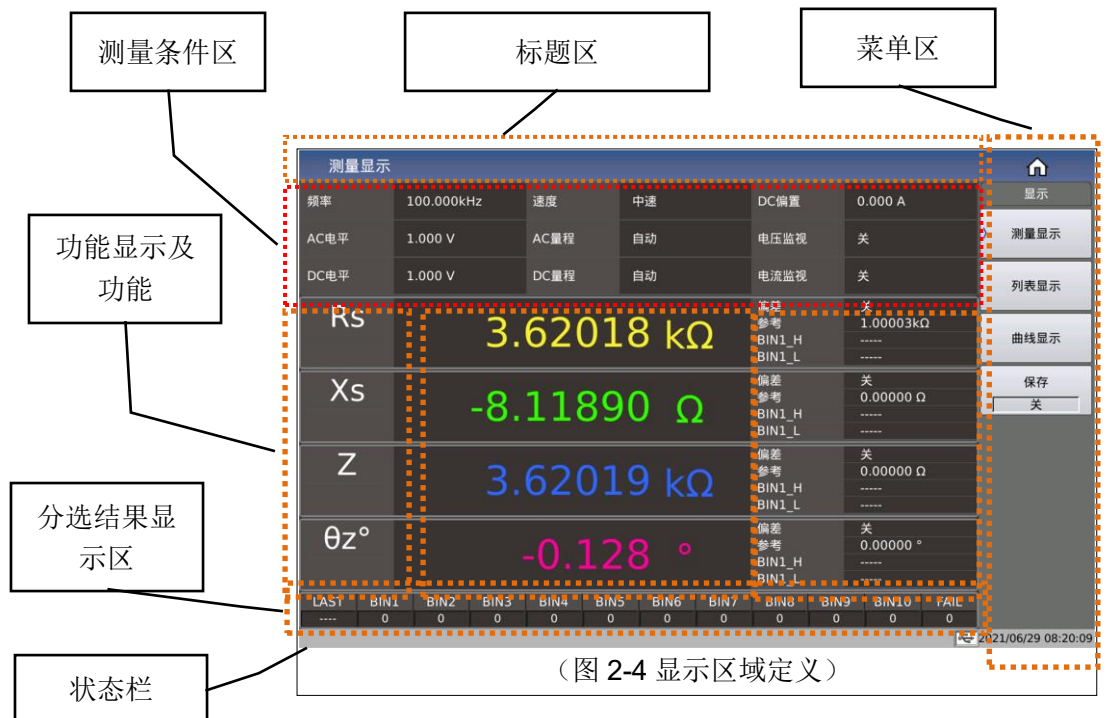 测量条件区
标题区
菜单区
测量显示
显示
频率 100.000kHz 速度 中速 DC偏置 0.000 A
AC电平 1.000 V AC量程 自动 电压监视 关
DC电平 1.000 V DC量程 自动 电流监视 关
测量显示
列表显示
曲线显示
保存
关
功能显示及
功能
Rs
3.62018 kΩ
偏差 关
参考 1.00003kΩ
BIN1_H -----
BIN1_L -----
Xs
-8.11890 Ω
偏差 关
参考 0.00000 Ω
BIN1_H -----
BIN1_L -----
Z
3.62019 kΩ
偏差 关
参考 0.00000 Ω
BIN1_H -----
BIN1_L -----
θz°
-0.128 °
偏差 关
参考 0.00000 °
BIN1_H -----
BIN1_L -----
分选结果显
示区
LAST BIN1 BIN2 BIN3 BIN4 BIN5 BIN6 BIN7 BIN8 BIN9 BIN10 FAIL
---- 0 0 0 0 0 0 0 0 0 0 0
2021/06/29 08:20:09
状态栏
（图 2-4 显示区域定义）